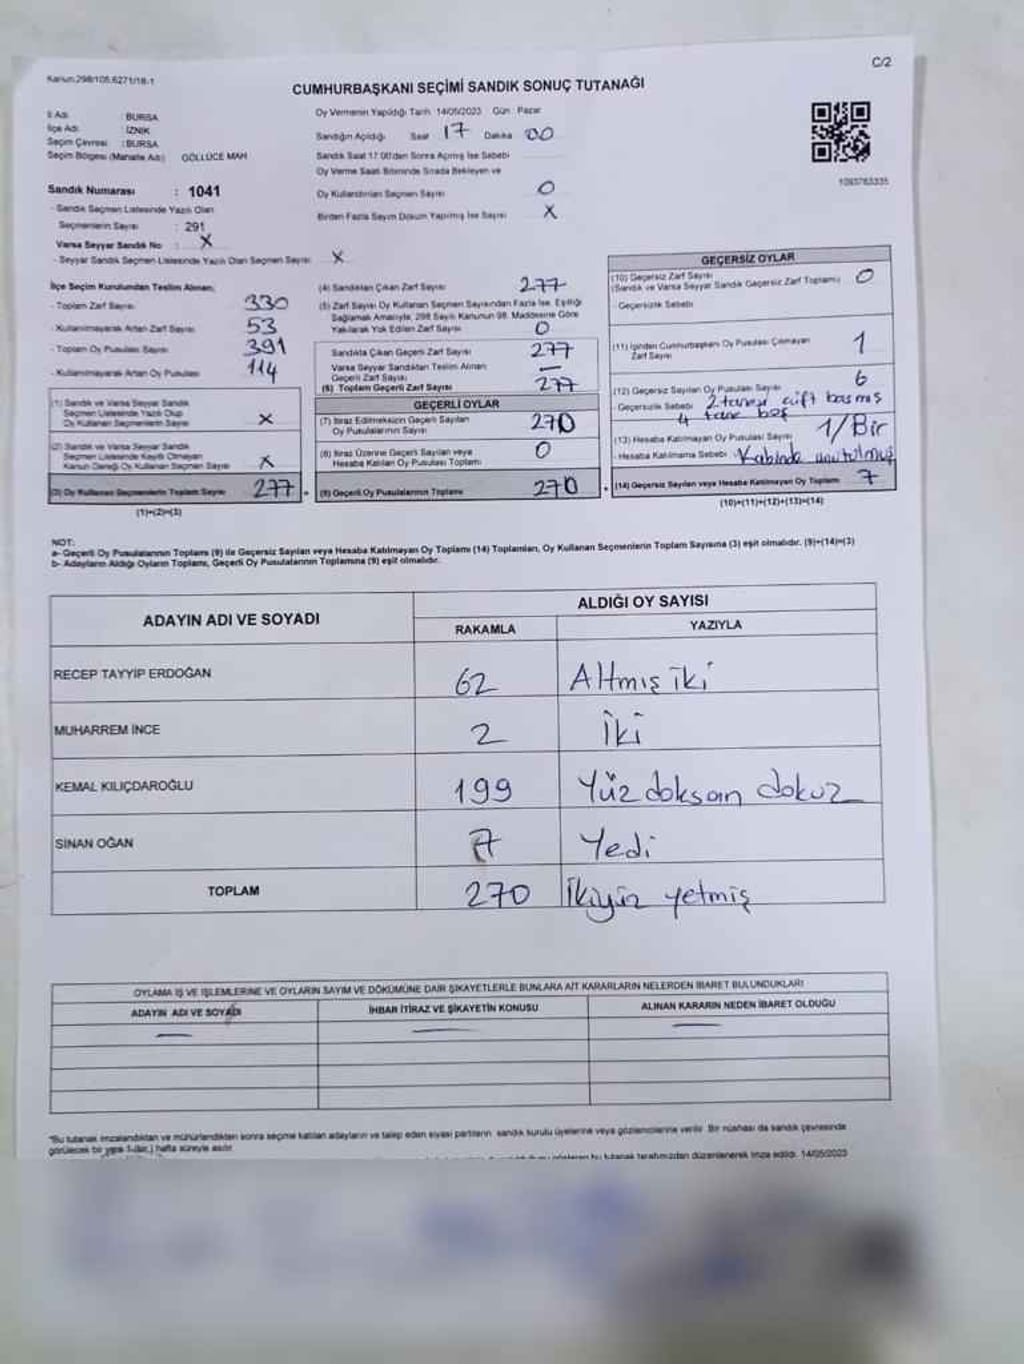 Kanun:298/105,6271/18-1
C/2
CUMHURBAŞKANI SEÇİMİ SANDIK SONUÇ TUTANAĞI
İl Adı : BURSA
İlçe Adı : İZNİK
Seçim Çevresi : BURSA
Seçim Bölgesi (Mahalle Adı) GÖLLÜCE MAH
Sandık Numarası : 1041
- Sandık Seçmen Listesinde Yazılı Olan
Seçmenlerin Sayısı : 291
Varsa Seyyar Sandık No : X
- Seyyar Sandık Seçmen Listesinde Yazılı Olan Seçmen Sayısı X
Oy Vermenin Yapıldığı Tarih 14/05/2023 Gün Pazar
Sandığın Açıldığı Saat 17 Dakika 00
Sandık Saat 17.00'den Sonra Açılmış İse Sebebi
Oy Verme Saati Bitiminde Sırada Bekleyen ve
Oy Kullandırılan Seçmen Sayısı 0
Birden Fazla Sayım Döküm Yapılmış İse Sayısı X
1093763335
İlçe Seçim Kurulundan Teslim Alınan;
- Toplam Zarf Sayısı 330
- Kullanılmayarak Artan Zarf Sayısı 53
- Toplam Oy Pusulası Sayısı 391
- Kullanılmayarak Artan Oy Pusulası 114
(1) Sandık ve Varsa Seyyar Sandık
Seçmen Listesinde Yazılı Olup
Oy Kullanan Seçmenlerin Sayısı X
(2) Sandık ve Varsa Seyyar Sandık
Seçmen Listesinde Kayıtlı Olmayan
Kanun Gereği Oy Kullanan Seçmen Sayısı X
(3) Oy Kullanan Seçmenlerin Toplam Sayısı 277
(1)+(2)=(3)
(4) Sandıktan Çıkan Zarf Sayısı 277
(5) Zarf Sayısı Oy Kullanan Seçmen Sayısından Fazla İse, Eşitliği
Sağlamak Amacıyla, 298 Sayılı Kanunun 98. Maddesine Göre
Yakılarak Yok Edilen Zarf Sayısı 0
Sandıkta Çıkan Geçerli Zarf Sayısı 277
Varsa Seyyar Sandıktan Teslim Alınan
Geçerli Zarf Sayısı —
(6) Toplam Geçerli Zarf Sayısı 277
GEÇERLİ OYLAR
(7) İtiraz Edilmeksizin Geçerli Sayılan
Oy Pusulalarının Sayısı 270
(8) İtiraz Üzerine Geçerli Sayılan veya
Hesaba Katılan Oy Pusulası Toplamı 0
(9) Geçerli Oy Pusulalarının Toplamı 270
GEÇERSİZ OYLAR
(10) Geçersiz Zarf Sayısı
(Sandık ve Varsa Seyyar Sandık Geçersiz Zarf Toplamı) 0
Geçersizlik Sebebi
(11) İçinden Cumhurbaşkanı Oy Pusulası Çıkmayan
Zarf Sayısı 1
(12) Geçersiz Sayılan Oy Pusulası Sayısı 6
- Geçersizlik Sebebi 2 tanesi çift basmış
4 tane boş
(13) Hesaba Katılmayan Oy Pusulası Sayısı 1/Bir
- Hesaba Katılmama Sebebi Kabinde unutulmuş
(14) Geçersiz Sayılan veya Hesaba Katılmayan Oy Toplamı 7
(10)+(11)+(12)+(13)=(14)
NOT:
a- Geçerli Oy Pusulalarının Toplamı (9) ile Geçersiz Sayılan veya Hesaba Katılmayan Oy Toplamı (14) Toplamları, Oy Kullanan Seçmenlerin Toplam Sayısına (3) eşit olmalıdır. (9)+(14)=(3)
b- Adayların Aldığı Oyların Toplamı, Geçerli Oy Pusulalarının Toplamına (9) eşit olmalıdır.
ADAYIN ADI VE SOYADI
ALDIĞI OY SAYISI
RAKAMLA YAZIYLA
RECEP TAYYİP ERDOĞAN 62 Altmış iki
MUHARREM İNCE 2 İki
KEMAL KILIÇDAROĞLU 199 Yüz doksan dokuz
SİNAN OĞAN 7 Yedi
TOPLAM 270 İkiyüz yetmiş
OYLAMA İŞ VE İŞLEMLERİNE VE OYLARIN SAYIM VE DÖKÜMÜNE DAİR ŞİKAYETLERLE BUNLARA AİT KARARLARIN NELERDEN İBARET BULUNDUKLARI
ADAYIN ADI VE SOYADI İHBAR İTİRAZ VE ŞİKAYETİN KONUSU ALINAN KARARIN NEDEN İBARET OLDUĞU
— — —
*Bu tutanak imzalandıktan ve mühürlendikten sonra seçime katılan adayların ve talep eden siyasi partilerin sandık kurulu üyelerine veya gözlemcilerine verilir. Bir nüshası da sandık çevresinde
görülecek bir yere 1 (bir) hafta süreyle asılır.
bu tutanak tarafımızdan düzenlenerek imza edildi. 14/05/2023